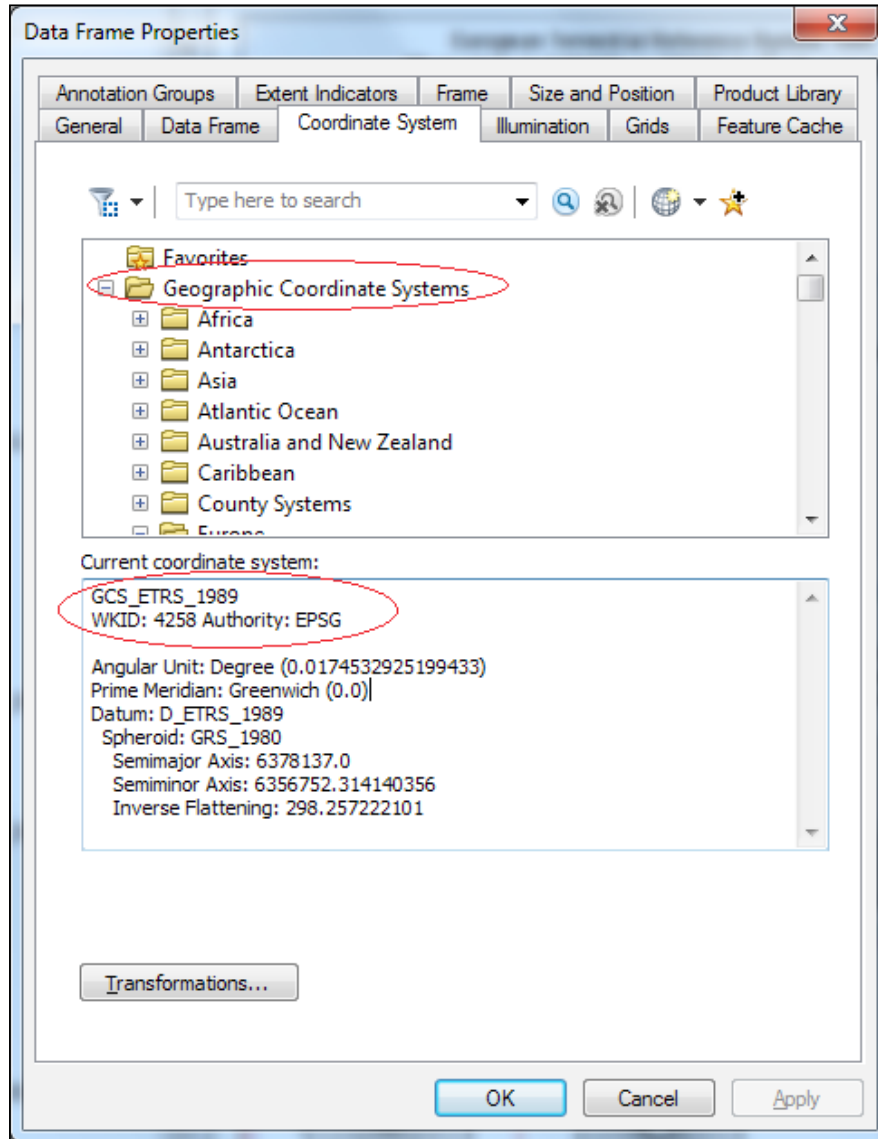 Data Frame Properties
Annotation Groups Extent Indicators Frame Size and Position Product Library
General Data Frame Coordinate System Illumination Grids Feature Cache
Type here to search
Favorites
Geographic Coordinate Systems
Africa
Antarctica
Asia
Atlantic Ocean
Australia and New Zealand
Caribbean
County Systems
Europe
Current coordinate system:
GCS_ETRS_1989
WKID: 4258 Authority: EPSG
Angular Unit: Degree (0.0174532925199433)
Prime Meridian: Greenwich (0.0)
Datum: D_ETRS_1989
Spheroid: GRS_1980
Semimajor Axis: 6378137.0
Semiminor Axis: 6356752.314140356
Inverse Flattening: 298.257222101
Transformations...
OK Cancel Apply